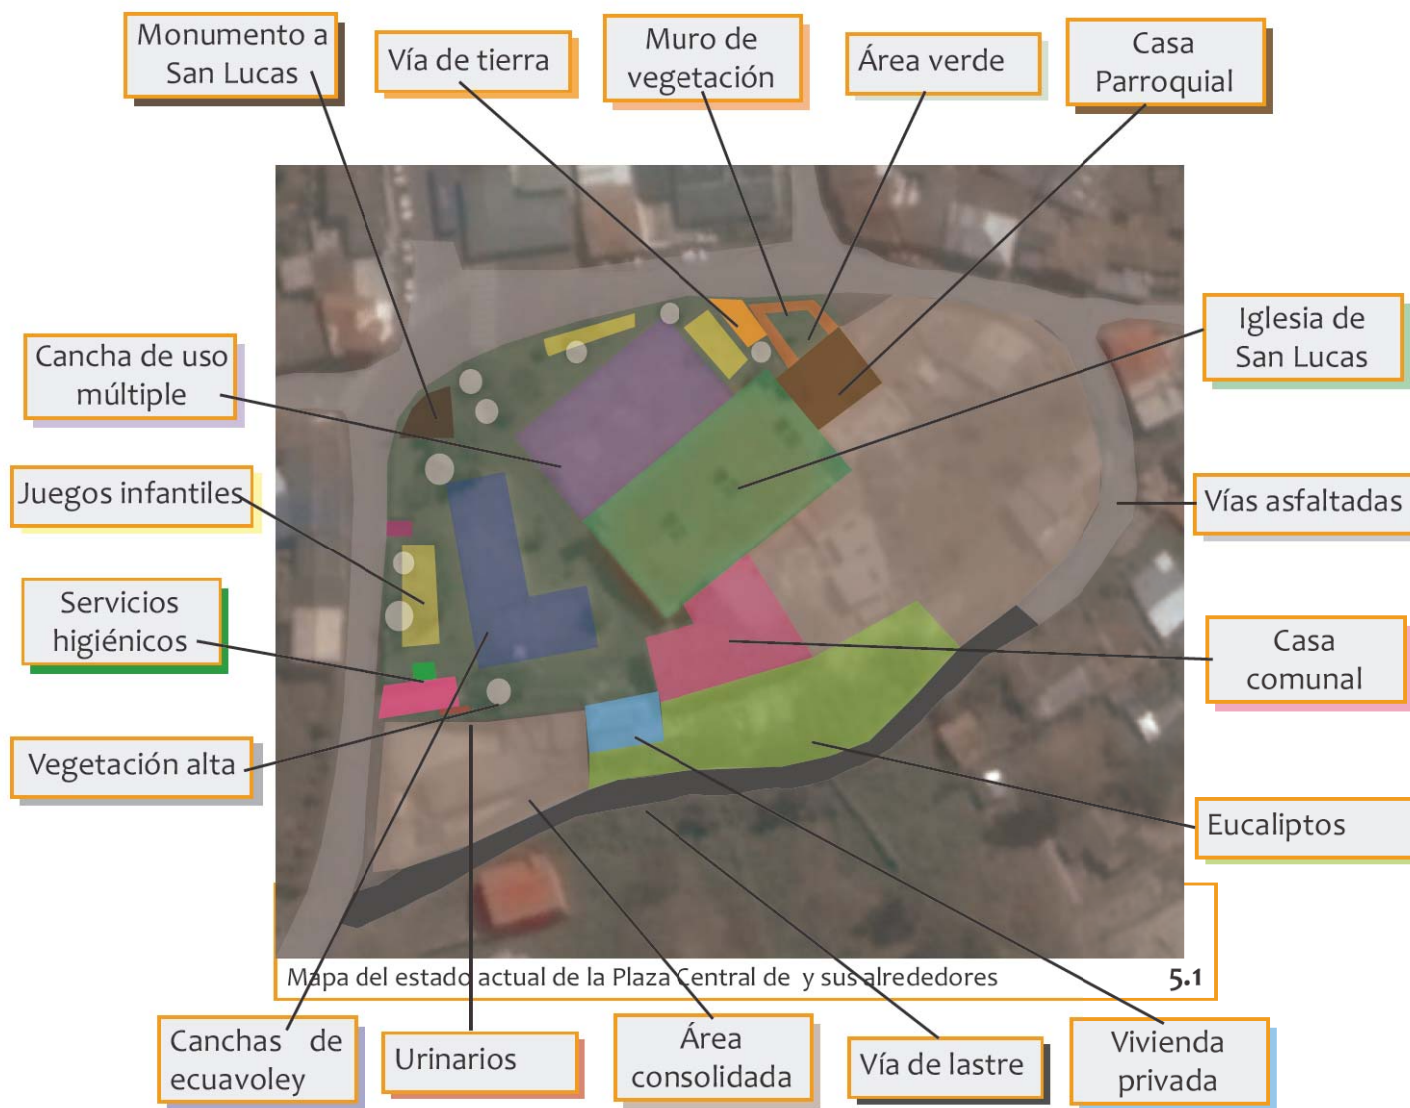 Monumento a
San Lucas
Vía de tierra
Muro de
vegetación
Área verde
Casa
Parroquial
Cancha de uso
múltiple
Iglesia de
San Lucas
Juegos infantiles
Vías asfaltadas
Servicios
higiénicos
Casa
comunal
Vegetación alta
Eucaliptos
Mapa del estado actual de la Plaza Central de y sus alrededores 5.1
Canchas de
ecuavoley
Urinarios
Área
consolidada
Vía de lastre
Vivienda
privada